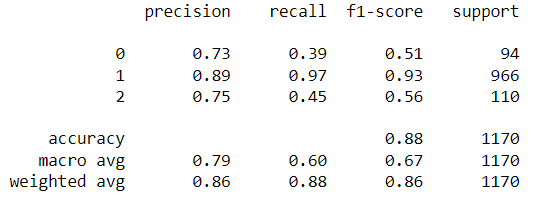 precision recall f1-score support
0 0.73 0.39 0.51 94
1 0.89 0.97 0.93 966
2 0.75 0.45 0.56 110
accuracy 0.88 1170
macro avg 0.79 0.60 0.67 1170
weighted avg 0.86 0.88 0.86 1170